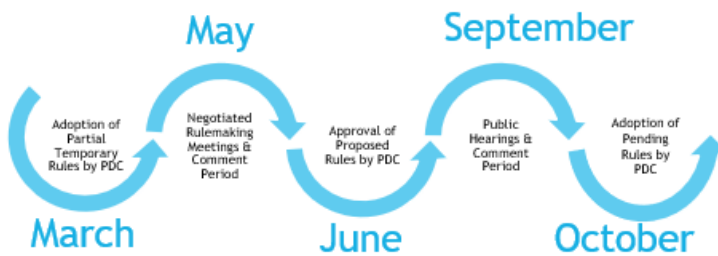 March
Adoption of
Partial
Temporary
Rules by PDC
May
Negotiated
Rulemaking
Meetings &
Comment
Period
June
Approval of
Proposed
Rules by PDC
September
Public
Hearings &
Comment
Period
October
Adoption of
Pending
Rules by
PDC